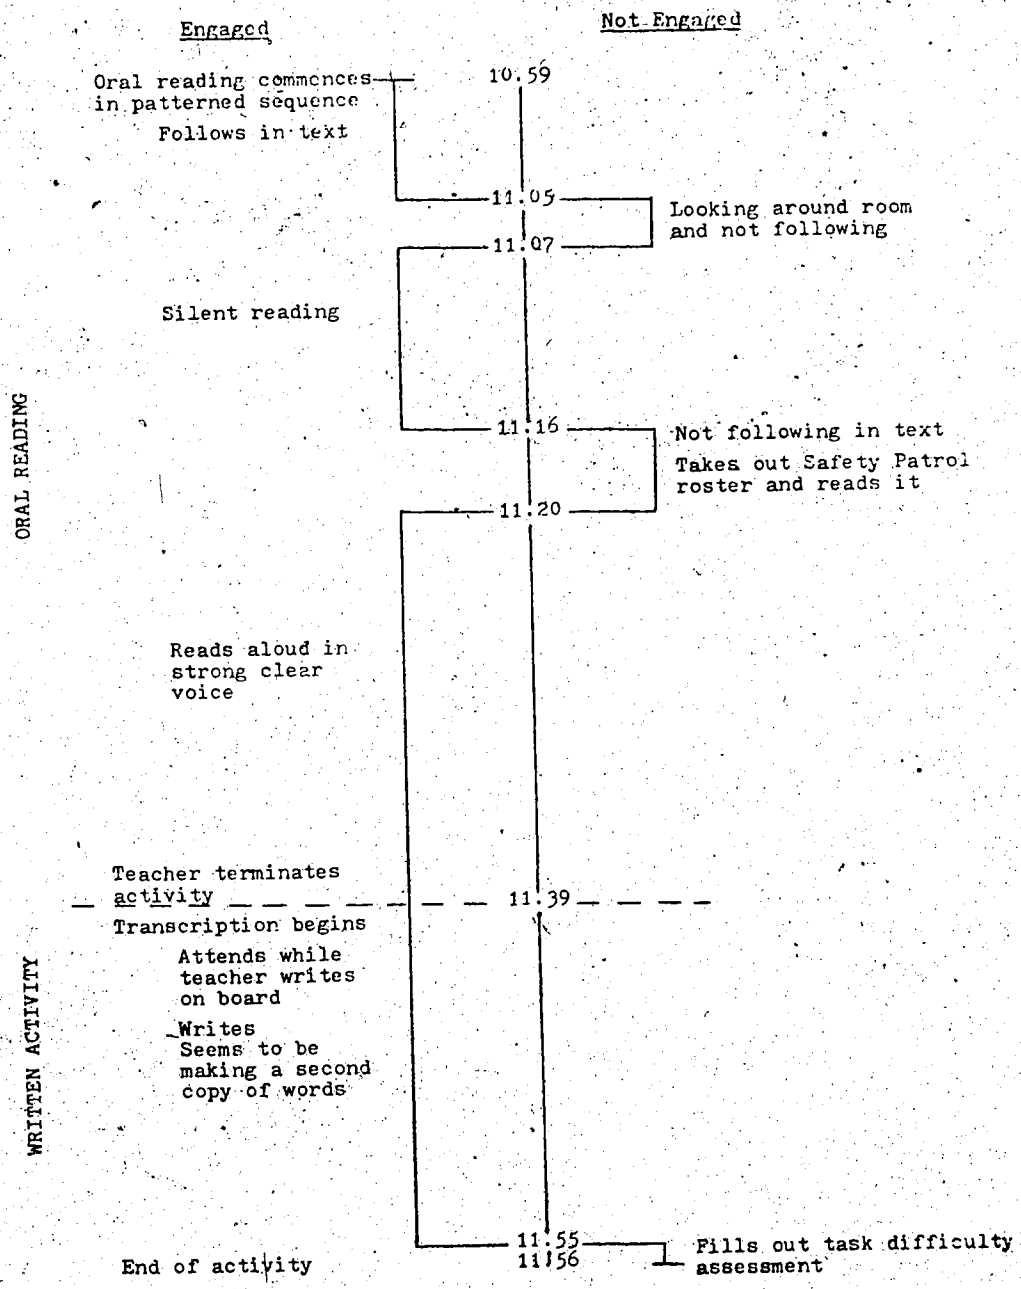 Engaged
Not Engaged
Oral reading commences
in patterned sequence
Follows in text
10.59
11.05
Looking around room
and not following
11.07
Silent reading
ORAL READING
11.16
Not following in text
Takes out Safety Patrol
roster and reads it
11.20
Reads aloud in
strong clear
voice
Teacher terminates
activity
11.39
Transcription begins
Attends while
teacher writes
on board
Writes
Seems to be
making a second
copy of words
WRITTEN ACTIVITY
11.55
11.56
Fills out task difficulty
assessment
End of activity